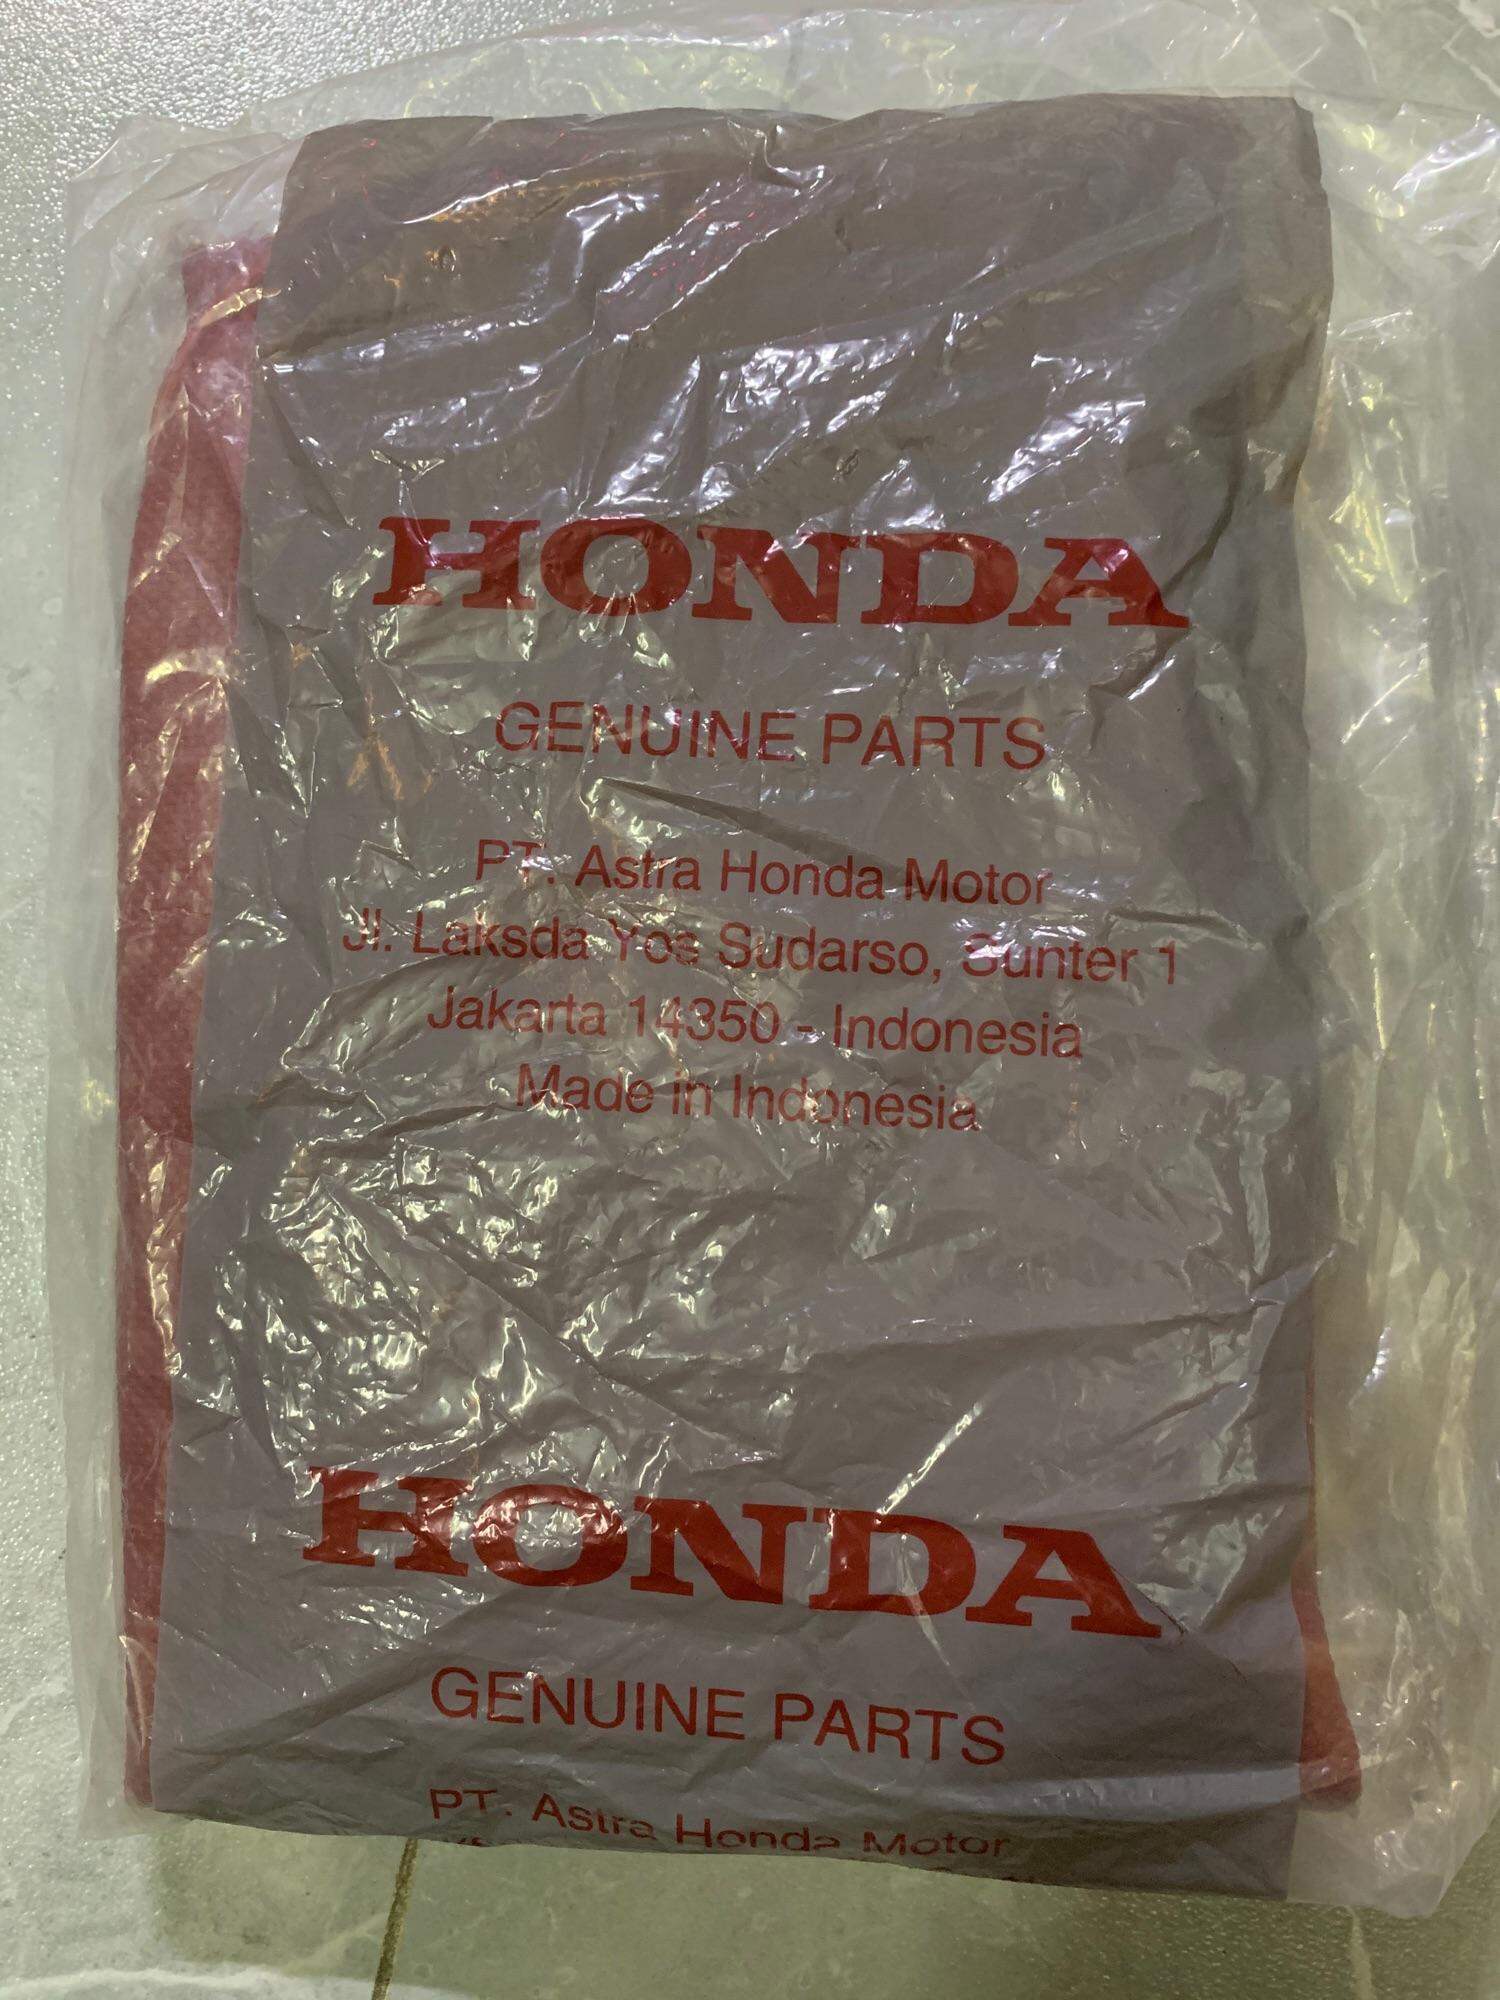 HONDA
GENUINE PARTS
PT. Astra Honda Motor
Jl. Laksda Yos Sudarso, Sunter 1
Jakarta 14350 - Indonesia
Made in Indonesia
HONDA
GENUINE PARTS
PT. Astra Honda Motor